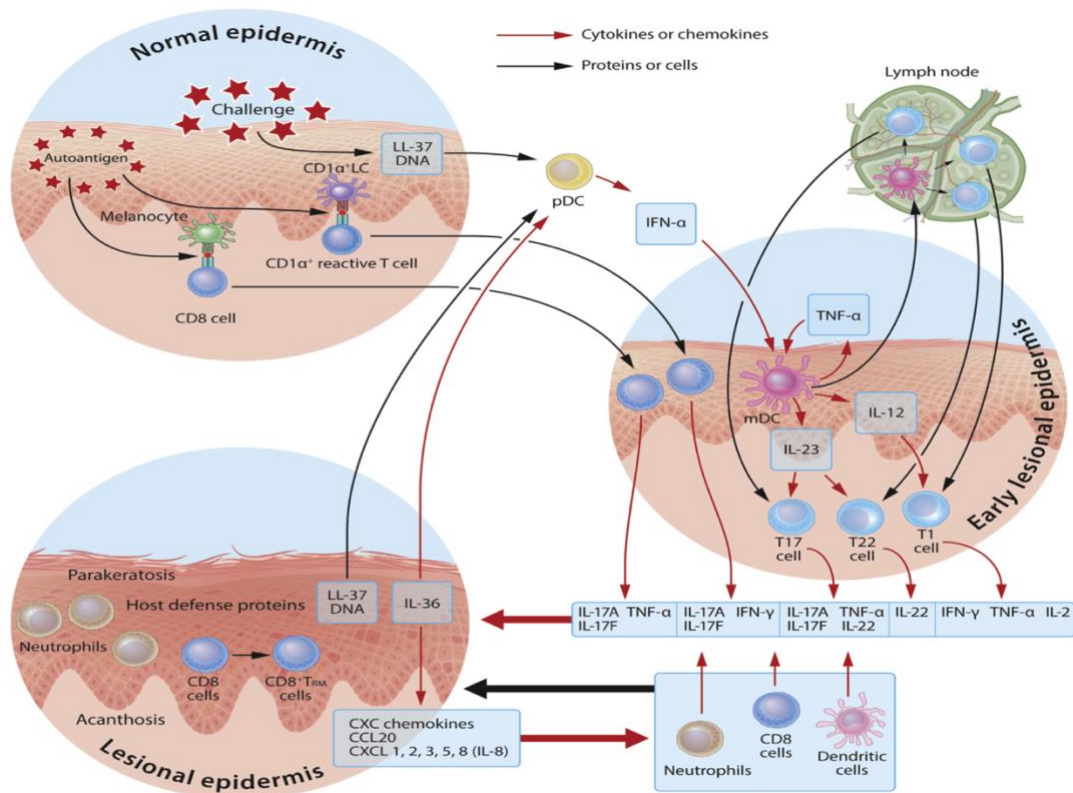 Normal epidermis
Cytokines or chemokines
Proteins or cells
Lymph node
Challenge
Autoantigen
LL-37
DNA
CD1α⁺LC
pDC
Melanocyte
IFN-α
CD1α⁺ reactive T cell
CD8 cell
TNF-α
mDC
IL-12
IL-23
Early lesional epidermis
T17
cell
T22
cell
T1
cell
Parakeratosis
Host defense proteins
LL-37
DNA
IL-36
Neutrophils
CD8
cells
CD8⁺TRM
cells
Acanthosis
Lesional epidermis
IL-17A TNF-α
IL-17F
IL-17A IFN-γ
IL-17F
IL-17A TNF-α
IL-17F IL-22
IL-22
IFN-γ TNF-α IL-2
CXC chemokines
CCL20
CXCL 1, 2, 3, 5, 8 (IL-8)
Neutrophils
CD8
cells
Dendritic
cells